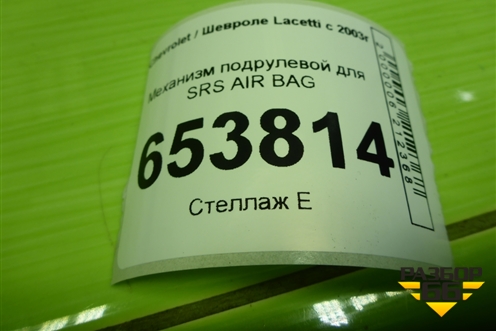 Chevrolet / Шевроле Lacetti с 2003г
Механизм подрулевой для
SRS AIR BAG
653814
Стеллаж Е
РАЗБОР